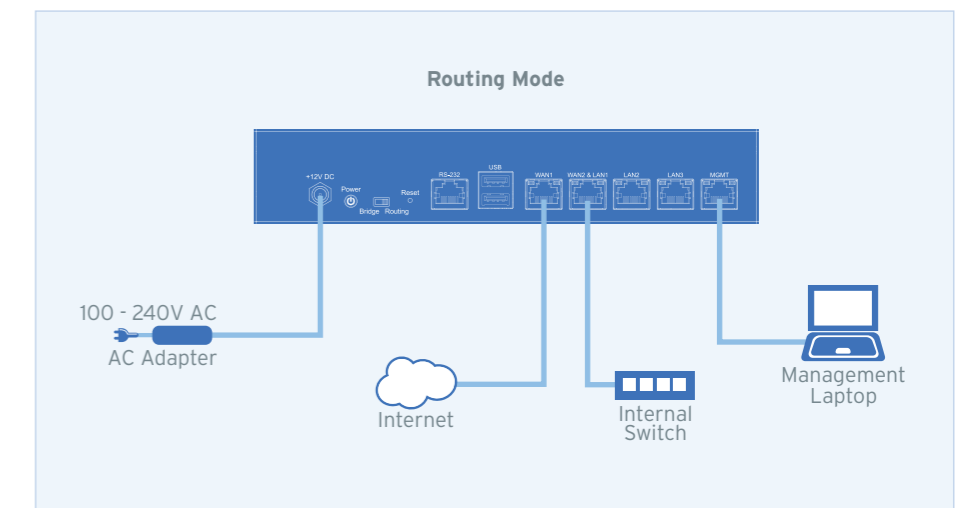 Routing Mode
+12V DC
Power
Bridge Routing
Reset
RS-232
USB
WAN1
WAN2 & LAN1
LAN2
LAN3
MGMT
100 - 240V AC
AC Adapter
Internet
Internal
Switch
Management
Laptop